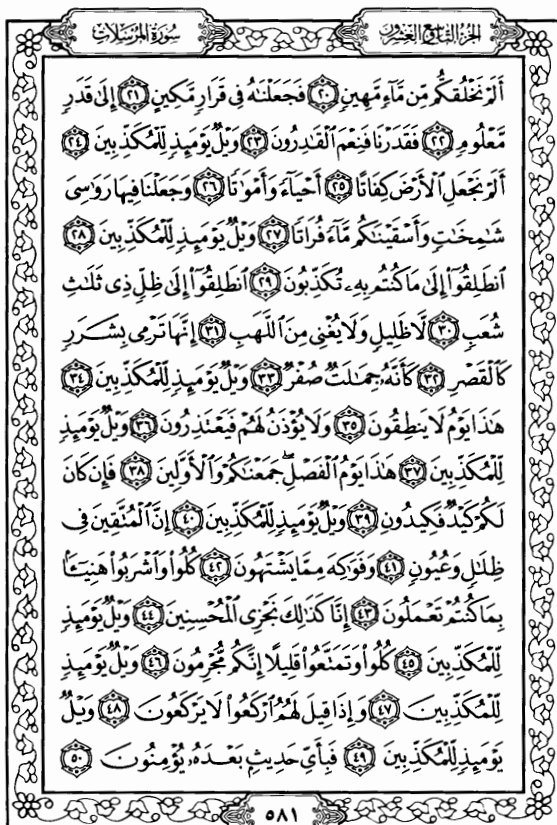 الجزء التاسع والعشرون
سورة المرسلات
أَلَمْ نَخْلُقكُّم مِّن مَّآءٍ مَّهِينٍ ٢٠ فَجَعَلْنَٰهُ فِى قَرَارٍ مَّكِينٍ ٢١ إِلَىٰ قَدَرٍ
مَّعْلُومٍ ٢٢ فَقَدَرْنَا فَنِعْمَ ٱلْقَٰدِرُونَ ٢٣ وَيْلٌ يَوْمَئِذٍ لِّلْمُكَذِّبِينَ ٢٤
أَلَمْ نَجْعَلِ ٱلْأَرْضَ كِفَاتًا ٢٥ أَحْيَآءً وَأَمْوَٰتًا ٢٦ وَجَعَلْنَا فِيهَا رَوَٰسِىَ
شَٰمِخَٰتٍ وَأَسْقَيْنَٰكُم مَّآءً فُرَاتًا ٢٧ وَيْلٌ يَوْمَئِذٍ لِّلْمُكَذِّبِينَ ٢٨
ٱنطَلِقُوٓا۟ إِلَىٰ مَا كُنتُم بِهِۦ تُكَذِّبُونَ ٢٩ ٱنطَلِقُوٓا۟ إِلَىٰ ظِلٍّ ذِى ثَلَٰثِ
شُعَبٍ ٣٠ لَّا ظَلِيلٍ وَلَا يُغْنِى مِنَ ٱللَّهَبِ ٣١ إِنَّهَا تَرْمِى بِشَرَرٍ
كَٱلْقَصْرِ ٣٢ كَأَنَّهُۥ جِمَٰلَتٌ صُفْرٌ ٣٣ وَيْلٌ يَوْمَئِذٍ لِّلْمُكَذِّبِينَ ٣٤
هَٰذَا يَوْمُ لَا يَنطِقُونَ ٣٥ وَلَا يُؤْذَنُ لَهُمْ فَيَعْتَذِرُونَ ٣٦ وَيْلٌ يَوْمَئِذٍ
لِّلْمُكَذِّبِينَ ٣٧ هَٰذَا يَوْمُ ٱلْفَصْلِ ۖ جَمَعْنَٰكُمْ وَٱلْأَوَّلِينَ ٣٨ فَإِن كَانَ
لَكُمْ كَيْدٌ فَكِيدُونِ ٣٩ وَيْلٌ يَوْمَئِذٍ لِّلْمُكَذِّبِينَ ٤٠ إِنَّ ٱلْمُتَّقِينَ فِى
ظِلَٰلٍ وَعُيُونٍ ٤١ وَفَوَٰكِهَ مِمَّا يَشْتَهُونَ ٤٢ كُلُوا۟ وَٱشْرَبُوا۟ هَنِيٓـًٔۢا
بِمَا كُنتُمْ تَعْمَلُونَ ٤٣ إِنَّا كَذَٰلِكَ نَجْزِى ٱلْمُحْسِنِينَ ٤٤ وَيْلٌ يَوْمَئِذٍ
لِّلْمُكَذِّبِينَ ٤٥ كُلُوا۟ وَتَمَتَّعُوا۟ قَلِيلًا إِنَّكُم مُّجْرِمُونَ ٤٦ وَيْلٌ يَوْمَئِذٍ
لِّلْمُكَذِّبِينَ ٤٧ وَإِذَا قِيلَ لَهُمُ ٱرْكَعُوا۟ لَا يَرْكَعُونَ ٤٨ وَيْلٌ
يَوْمَئِذٍ لِّلْمُكَذِّبِينَ ٤٩ فَبِأَىِّ حَدِيثٍۭ بَعْدَهُۥ يُؤْمِنُونَ ٥٠
٥٨١